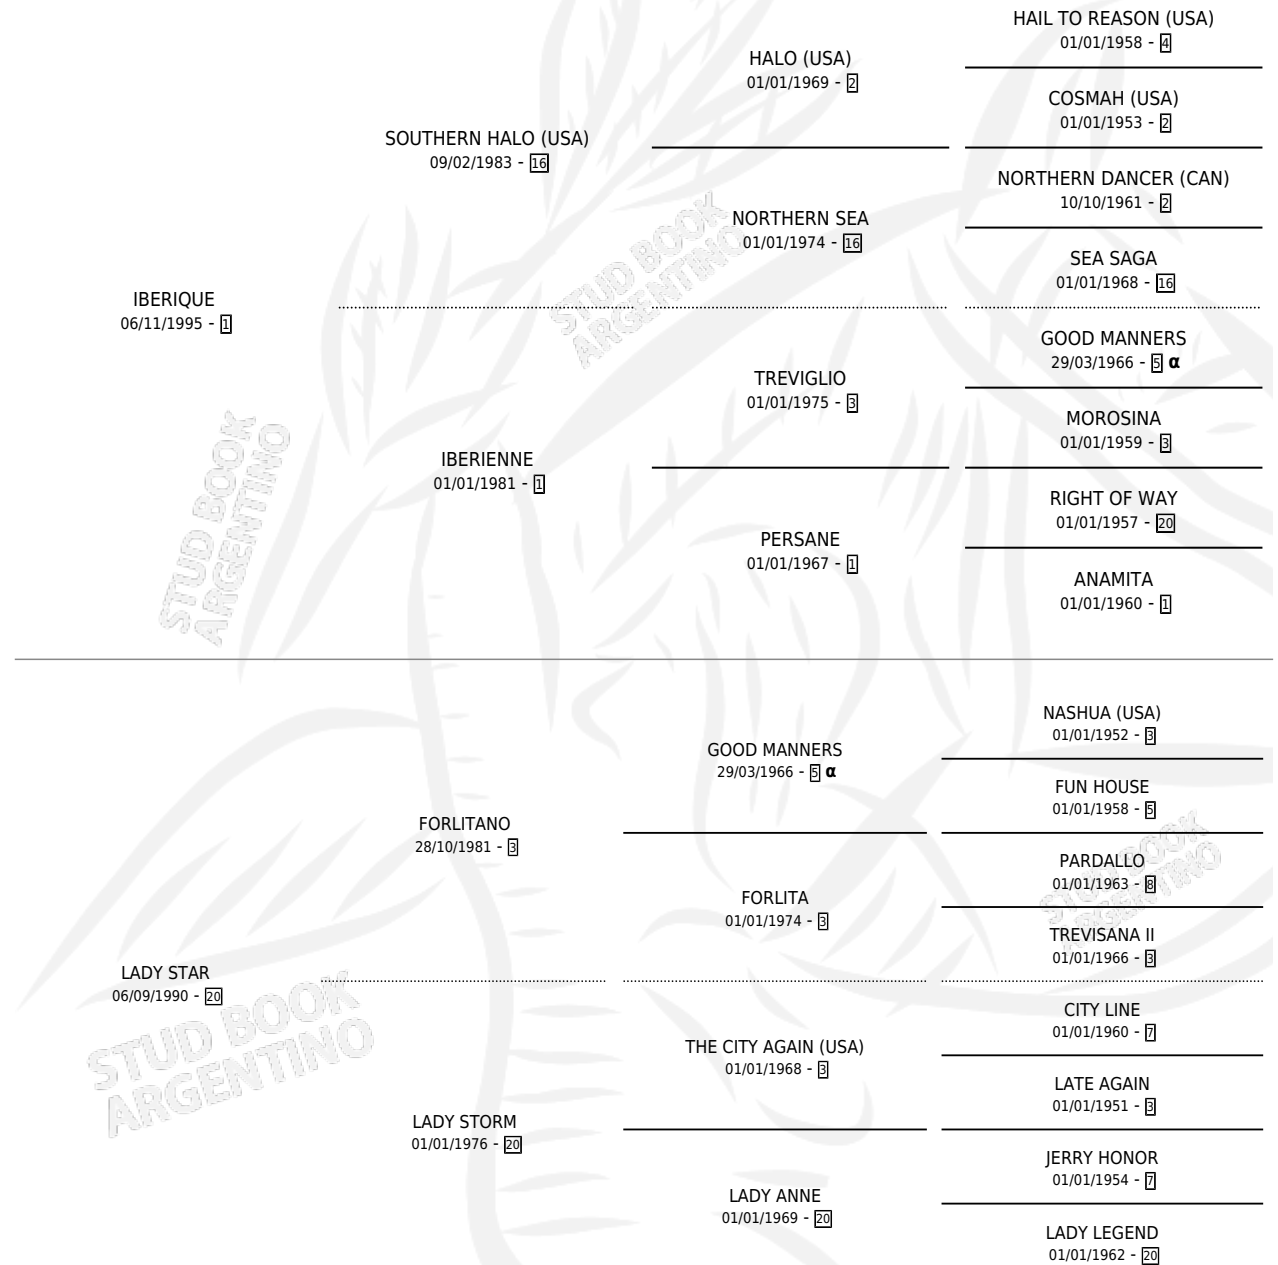 HAIL TO REASON (USA)
01/01/1958 - 4
HALO (USA)
01/01/1969 - 2
COSMAH (USA)
01/01/1953 - 2
SOUTHERN HALO (USA)
09/02/1983 - 16
NORTHERN DANCER (CAN)
10/10/1961 - 2
NORTHERN SEA
01/01/1974 - 16
SEA SAGA
01/01/1968 - 16
IBERIQUE
06/11/1995 - 1
GOOD MANNERS
29/03/1966 - 5 α
TREVIGLIO
01/01/1975 - 3
MOROSINA
01/01/1959 - 3
IBERIENNE
01/01/1981 - 1
RIGHT OF WAY
01/01/1957 - 20
PERSANE
01/01/1967 - 1
ANAMITA
01/01/1960 - 1
NASHUA (USA)
01/01/1952 - 3
GOOD MANNERS
29/03/1966 - 5 α
FUN HOUSE
01/01/1958 - 5
FORLITANO
28/10/1981 - 3
PARDALLO
01/01/1963 - 8
FORLITA
01/01/1974 - 3
TREVISANA II
01/01/1966 - 3
LADY STAR
06/09/1990 - 20
CITY LINE
01/01/1960 - 7
THE CITY AGAIN (USA)
01/01/1968 - 3
LATE AGAIN
01/01/1951 - 3
LADY STORM
01/01/1976 - 20
JERRY HONOR
01/01/1954 - 7
LADY ANNE
01/01/1969 - 20
LADY LEGEND
01/01/1962 - 20
STUD BOOK
ARGENTINO
STUD BOOK
ARGENTINO
STUD BOOK
ARGENTINO
STUD BOOK
ARGENTINO